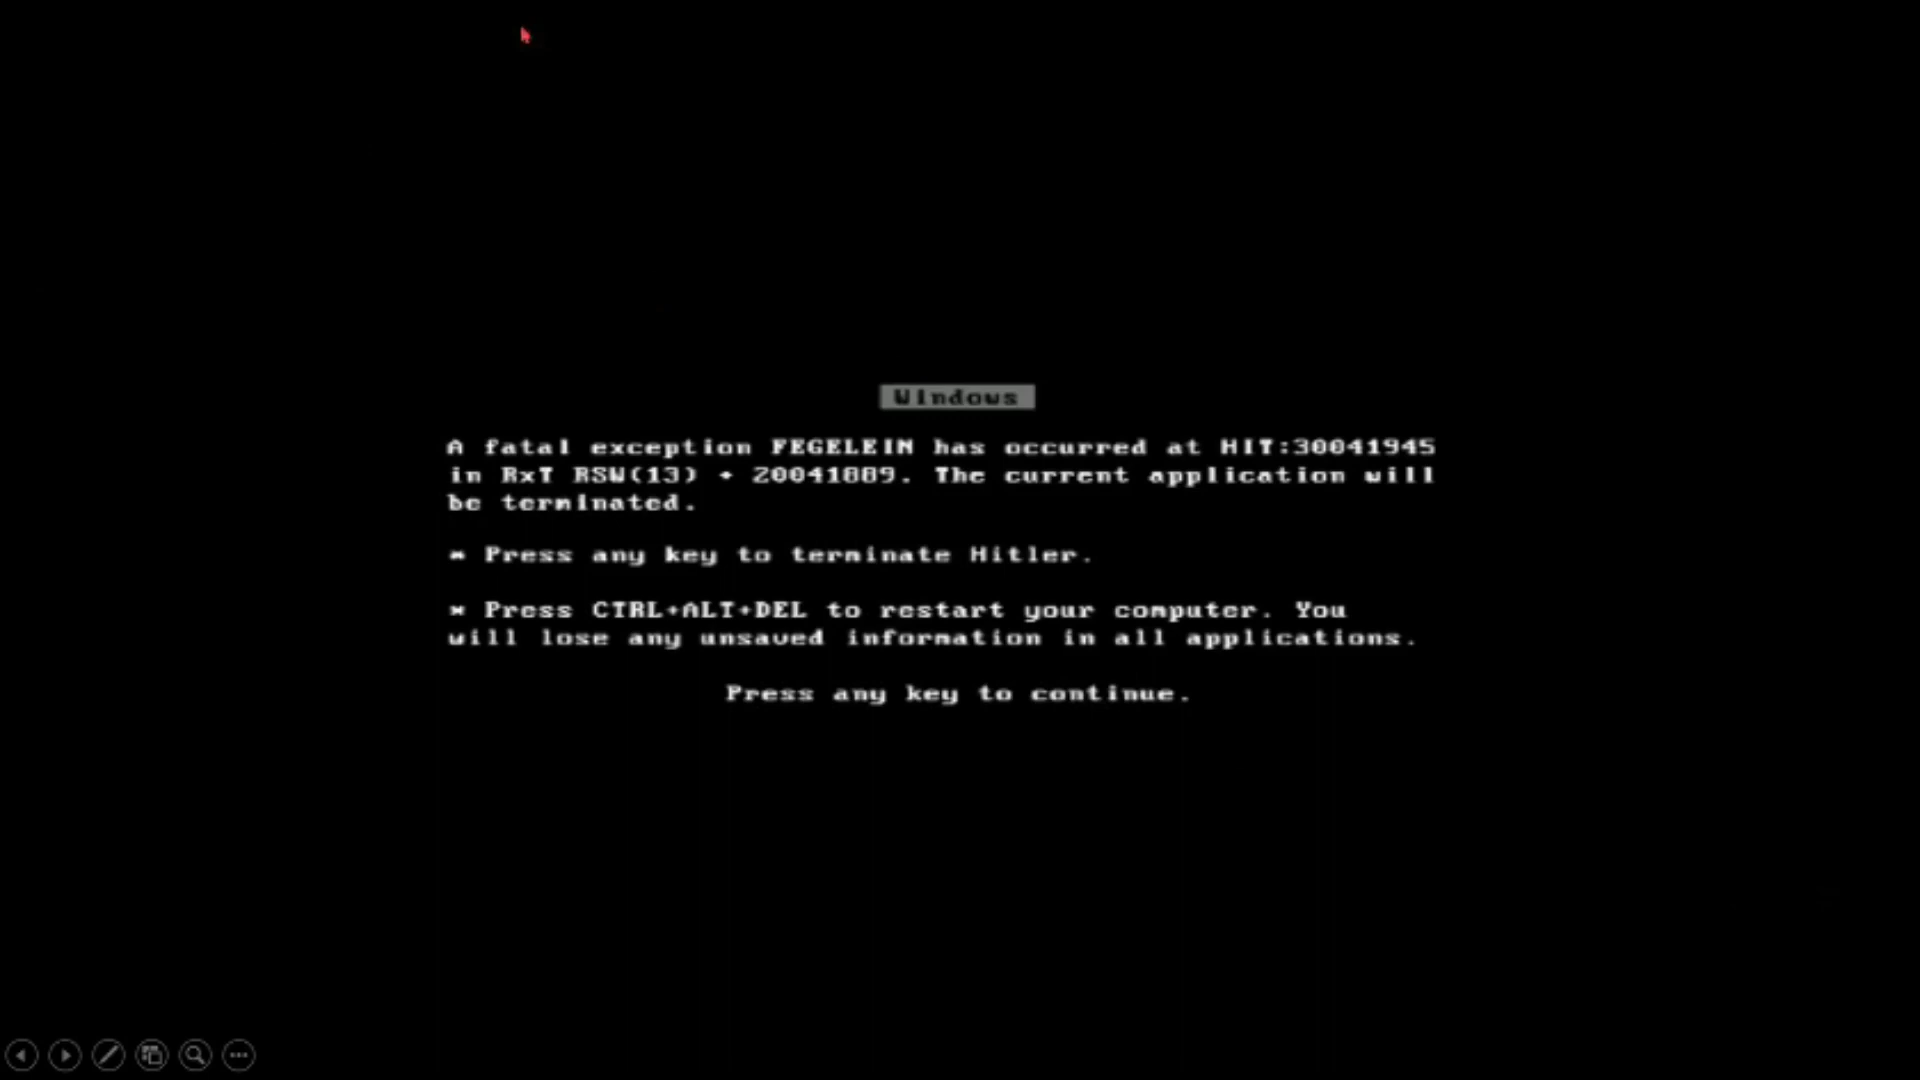 Windows
A fatal exception FEGELEIN has occurred at HIT:30041945
in RxT RSW(13) + 20041889. The current application will
be terminated.
* Press any key to terminate Hitler.
* Press CTRL+ALT+DEL to restart your computer. You
will lose any unsaved information in all applications.
Press any key to continue.